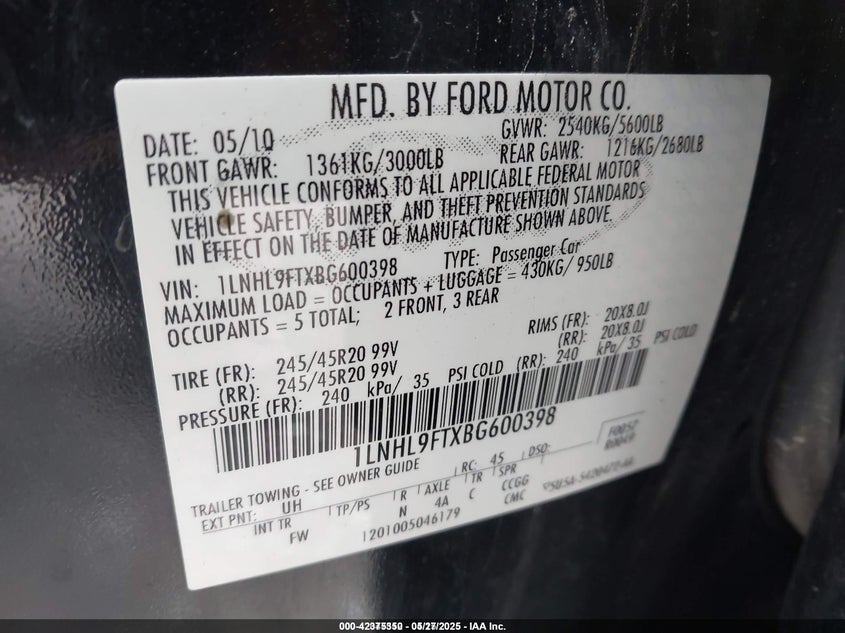 MFD. BY FORD MOTOR CO.
DATE: 05/10 GVWR: 2540KG/5600LB
FRONT GAWR: 1361KG/3000LB REAR GAWR: 1216KG/2680LB
THIS VEHICLE CONFORMS TO ALL APPLICABLE FEDERAL MOTOR
VEHICLE SAFETY, BUMPER, AND THEFT PREVENTION STANDARDS
IN EFFECT ON THE DATE OF MANUFACTURE SHOWN ABOVE.
VIN: 1LNHL9FTXBG600398 TYPE: Passenger Car
MAXIMUM LOAD = OCCUPANTS + LUGGAGE = 430KG/ 950LB
OCCUPANTS = 5 TOTAL; 2 FRONT, 3 REAR
TIRE (FR): 245/45R20 99V RIMS (FR): 20X8.0J
(RR): 245/45R20 99V (RR): 20X8.0J
PRESSURE (FR): 240 kPa/ 35 PSI COLD (RR): 240 kPa/ 35 PSI COLD
1LNHL9FTXBG600398
F0057
R0049
TRAILER TOWING - SEE OWNER GUIDE RC: 45 DSO:
EXT PNT: UH TP/PS R AXLE TR SPR
INT TR N 4A C CCGG
FW CMC
1201005046179
05/27/2025 - IAA Inc.